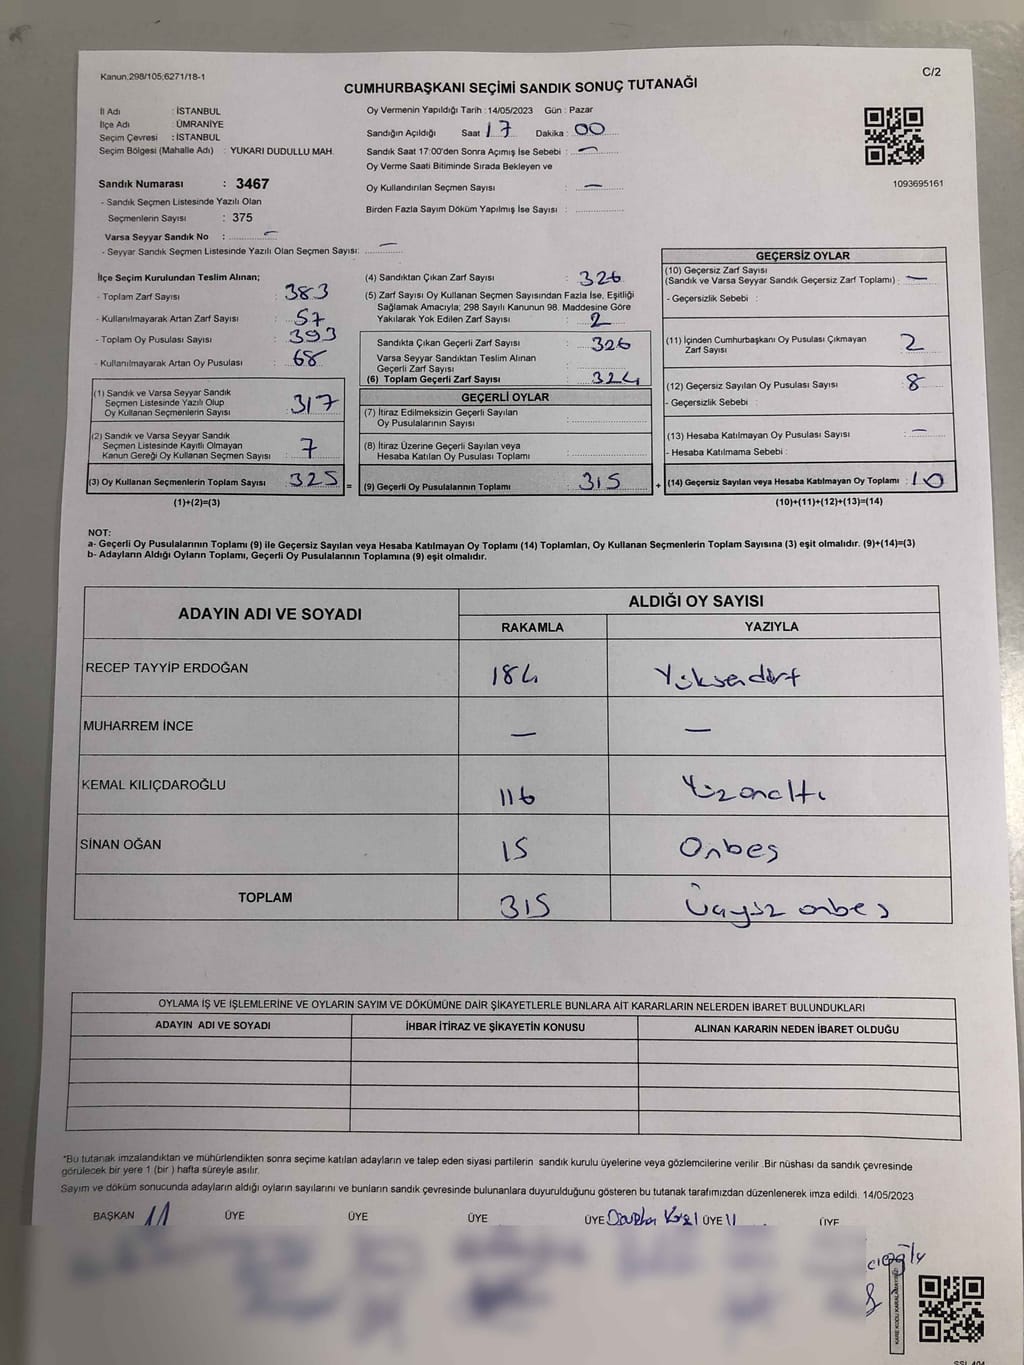 Kanun.298/105;6271/18-1
C/2
CUMHURBAŞKANI SEÇİMİ SANDIK SONUÇ TUTANAĞI
İl Adı : İSTANBUL
İlçe Adı : ÜMRANİYE
Seçim Çevresi : İSTANBUL
Seçim Bölgesi (Mahalle Adı) : YUKARI DUDULLU MAH.
Sandık Numarası : 3467
- Sandık Seçmen Listesinde Yazılı Olan
Seçmenlerin Sayısı : 375
Varsa Seyyar Sandık No : —
- Seyyar Sandık Seçmen Listesinde Yazılı Olan Seçmen Sayısı: —
Oy Vermenin Yapıldığı Tarih : 14/05/2023 Gün : Pazar
Sandığın Açıldığı Saat : 17 Dakika : 00
Sandık Saat 17:00'den Sonra Açımış İse Sebebi : —
Oy Verme Saati Bitiminde Sırada Bekleyen ve
Oy Kullandırılan Seçmen Sayısı : —
Birden Fazla Sayım Döküm Yapılmış İse Sayısı :
1093695161
İlçe Seçim Kurulundan Teslim Alınan;
- Toplam Zarf Sayısı : 383
- Kullanılmayarak Artan Zarf Sayısı : 57
- Toplam Oy Pusulası Sayısı : 393
- Kullanılmayarak Artan Oy Pusulası : 68
(1) Sandık ve Varsa Seyyar Sandık
Seçmen Listesinde Yazılı Olup
Oy Kullanan Seçmenlerin Sayısı : 317
(2) Sandık ve Varsa Seyyar Sandık
Seçmen Listesinde Kayıtlı Olmayan
Kanun Gereği Oy Kullanan Seçmen Sayısı : 7
(3) Oy Kullanan Seçmenlerin Toplam Sayısı : 325
(1)+(2)=(3)
(4) Sandıktan Çıkan Zarf Sayısı : 326
(5) Zarf Sayısı Oy Kullanan Seçmen Sayısından Fazla İse, Eşitliği
Sağlamak Amacıyla; 298 Sayılı Kanunun 98. Maddesine Göre
Yakılarak Yok Edilen Zarf Sayısı : 2
Sandıkta Çıkan Geçerli Zarf Sayısı : 326
Varsa Seyyar Sandıktan Teslim Alınan
Geçerli Zarf Sayısı :
(6) Toplam Geçerli Zarf Sayısı : 324
GEÇERLİ OYLAR
(7) İtiraz Edilmeksizin Geçerli Sayılan
Oy Pusulalarının Sayısı :
(8) İtiraz Üzerine Geçerli Sayılan veya
Hesaba Katılan Oy Pusulası Toplamı :
= (9) Geçerli Oy Pusulalarının Toplamı : 315 +
GEÇERSİZ OYLAR
(10) Geçersiz Zarf Sayısı
(Sandık ve Varsa Seyyar Sandık Geçersiz Zarf Toplamı) : —
- Geçersizlik Sebebi :
(11) İçinden Cumhurbaşkanı Oy Pusulası Çıkmayan
Zarf Sayısı : 2
(12) Geçersiz Sayılan Oy Pusulası Sayısı : 8
- Geçersizlik Sebebi :
(13) Hesaba Katılmayan Oy Pusulası Sayısı : —
- Hesaba Katılmama Sebebi :
(14) Geçersiz Sayılan veya Hesaba Katılmayan Oy Toplamı : 10
(10)+(11)+(12)+(13)=(14)
NOT:
a- Geçerli Oy Pusulalarının Toplamı (9) ile Geçersiz Sayılan veya Hesaba Katılmayan Oy Toplamı (14) Toplamları, Oy Kullanan Seçmenlerin Toplam Sayısına (3) eşit olmalıdır. (9)+(14)=(3)
b- Adayların Aldığı Oyların Toplamı, Geçerli Oy Pusulalarının Toplamına (9) eşit olmalıdır.
ADAYIN ADI VE SOYADI
ALDIĞI OY SAYISI
RAKAMLA YAZIYLA
RECEP TAYYİP ERDOĞAN 184 Yüksendört
MUHARREM İNCE — —
KEMAL KILIÇDAROĞLU 116 Yüzonaltı
SİNAN OĞAN 15 Onbeş
TOPLAM 315 Üçyüz onbeş
OYLAMA İŞ VE İŞLEMLERİNE VE OYLARIN SAYIM VE DÖKÜMÜNE DAİR ŞİKAYETLERLE BUNLARA AİT KARARLARIN NELERDEN İBARET BULUNDUKLARI
ADAYIN ADI VE SOYADI İHBAR İTİRAZ VE ŞİKAYETİN KONUSU ALINAN KARARIN NEDEN İBARET OLDUĞU
*Bu tutanak imzalandıktan ve mühürlendikten sonra seçime katılan adayların ve talep eden siyasi partilerin sandık kurulu üyelerine veya gözlemcilerine verilir .Bir nüshası da sandık çevresinde
görülecek bir yere 1 (bir ) hafta süreyle asılır.
Sayım ve döküm sonucunda adayların aldığı oyların sayılarını ve bunların sandık çevresinde bulunanlara duyurulduğunu gösteren bu tutanak tarafımızdan düzenlenerek imza edildi. 14/05/2023
BAŞKAN ÜYE ÜYE ÜYE ÜYE ÜYE ÜYE
KARE KODU KARALAMAYINIZ